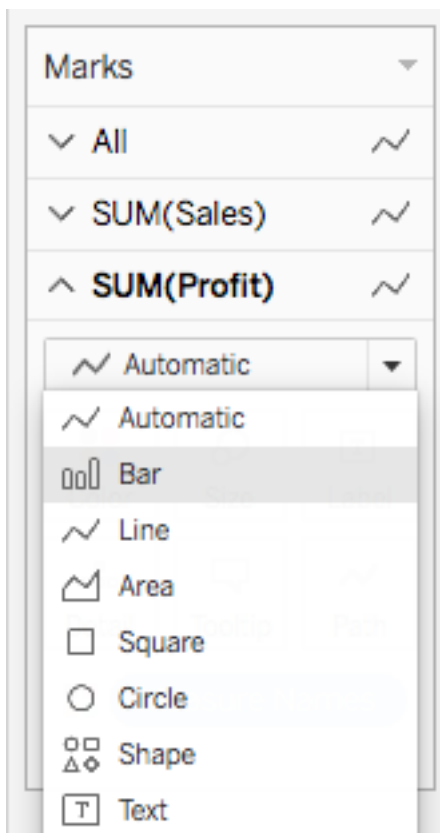 Marks
All
SUM(Sales)
SUM(Profit)
Automatic
Automatic
Bar
Line
Area
Square
Circle
Shape
T Text